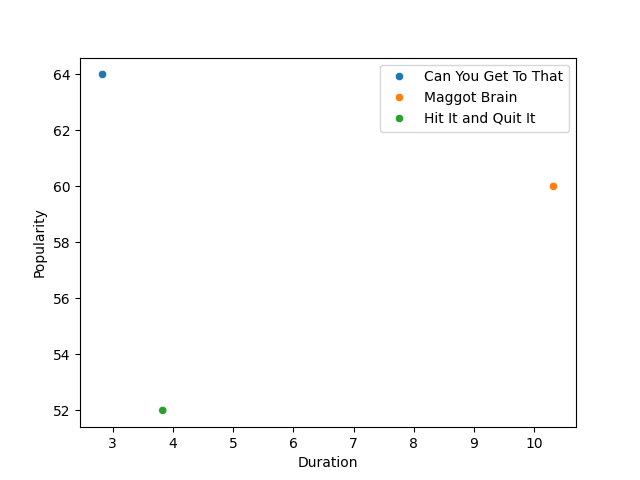 Can You Get To That
Maggot Brain
Hit It and Quit It
64
62
60
58
56
54
52
Popularity
3 4 5 6 7 8 9 10
Duration